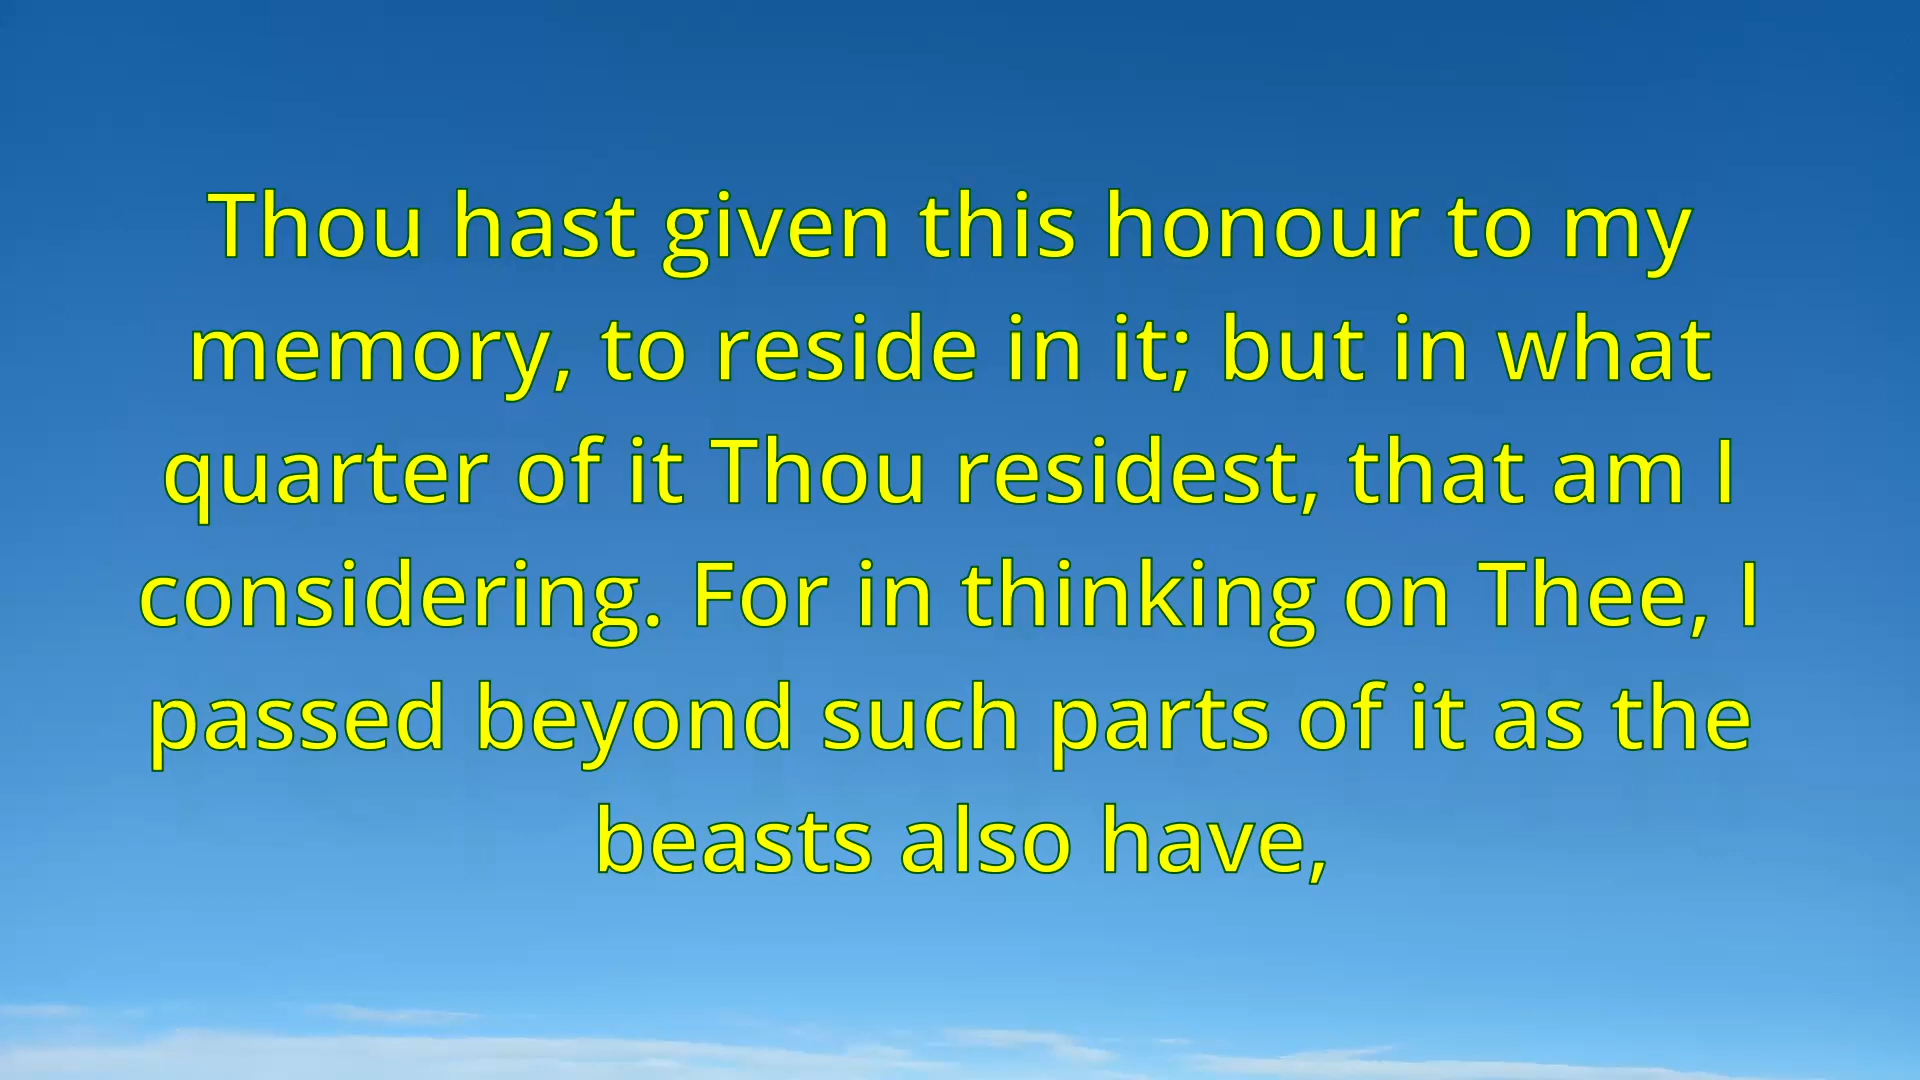 Thou hast given this honour to my
memory, to reside in it; but in what
quarter of it Thou residest, that am I
considering. For in thinking on Thee, I
passed beyond such parts of it as the
beasts also have,